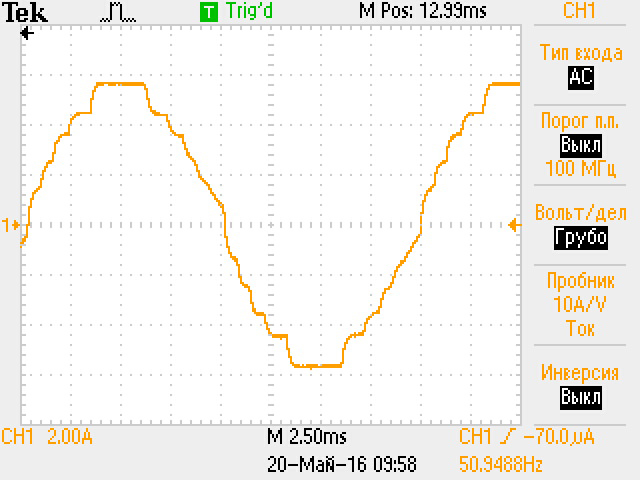 Tek T Trig'd M Pos: 12.99ms CH1
Тип входа
AC
Порог п.п.
Выкл
100 МГц
1
Вольт/дел
Грубо
Пробник
10A/V
Ток
Инверсия
Выкл
CH1 2.00A M 2.50ms CH1 -70.0µA
20-Май-16 09:58 50.9488Hz